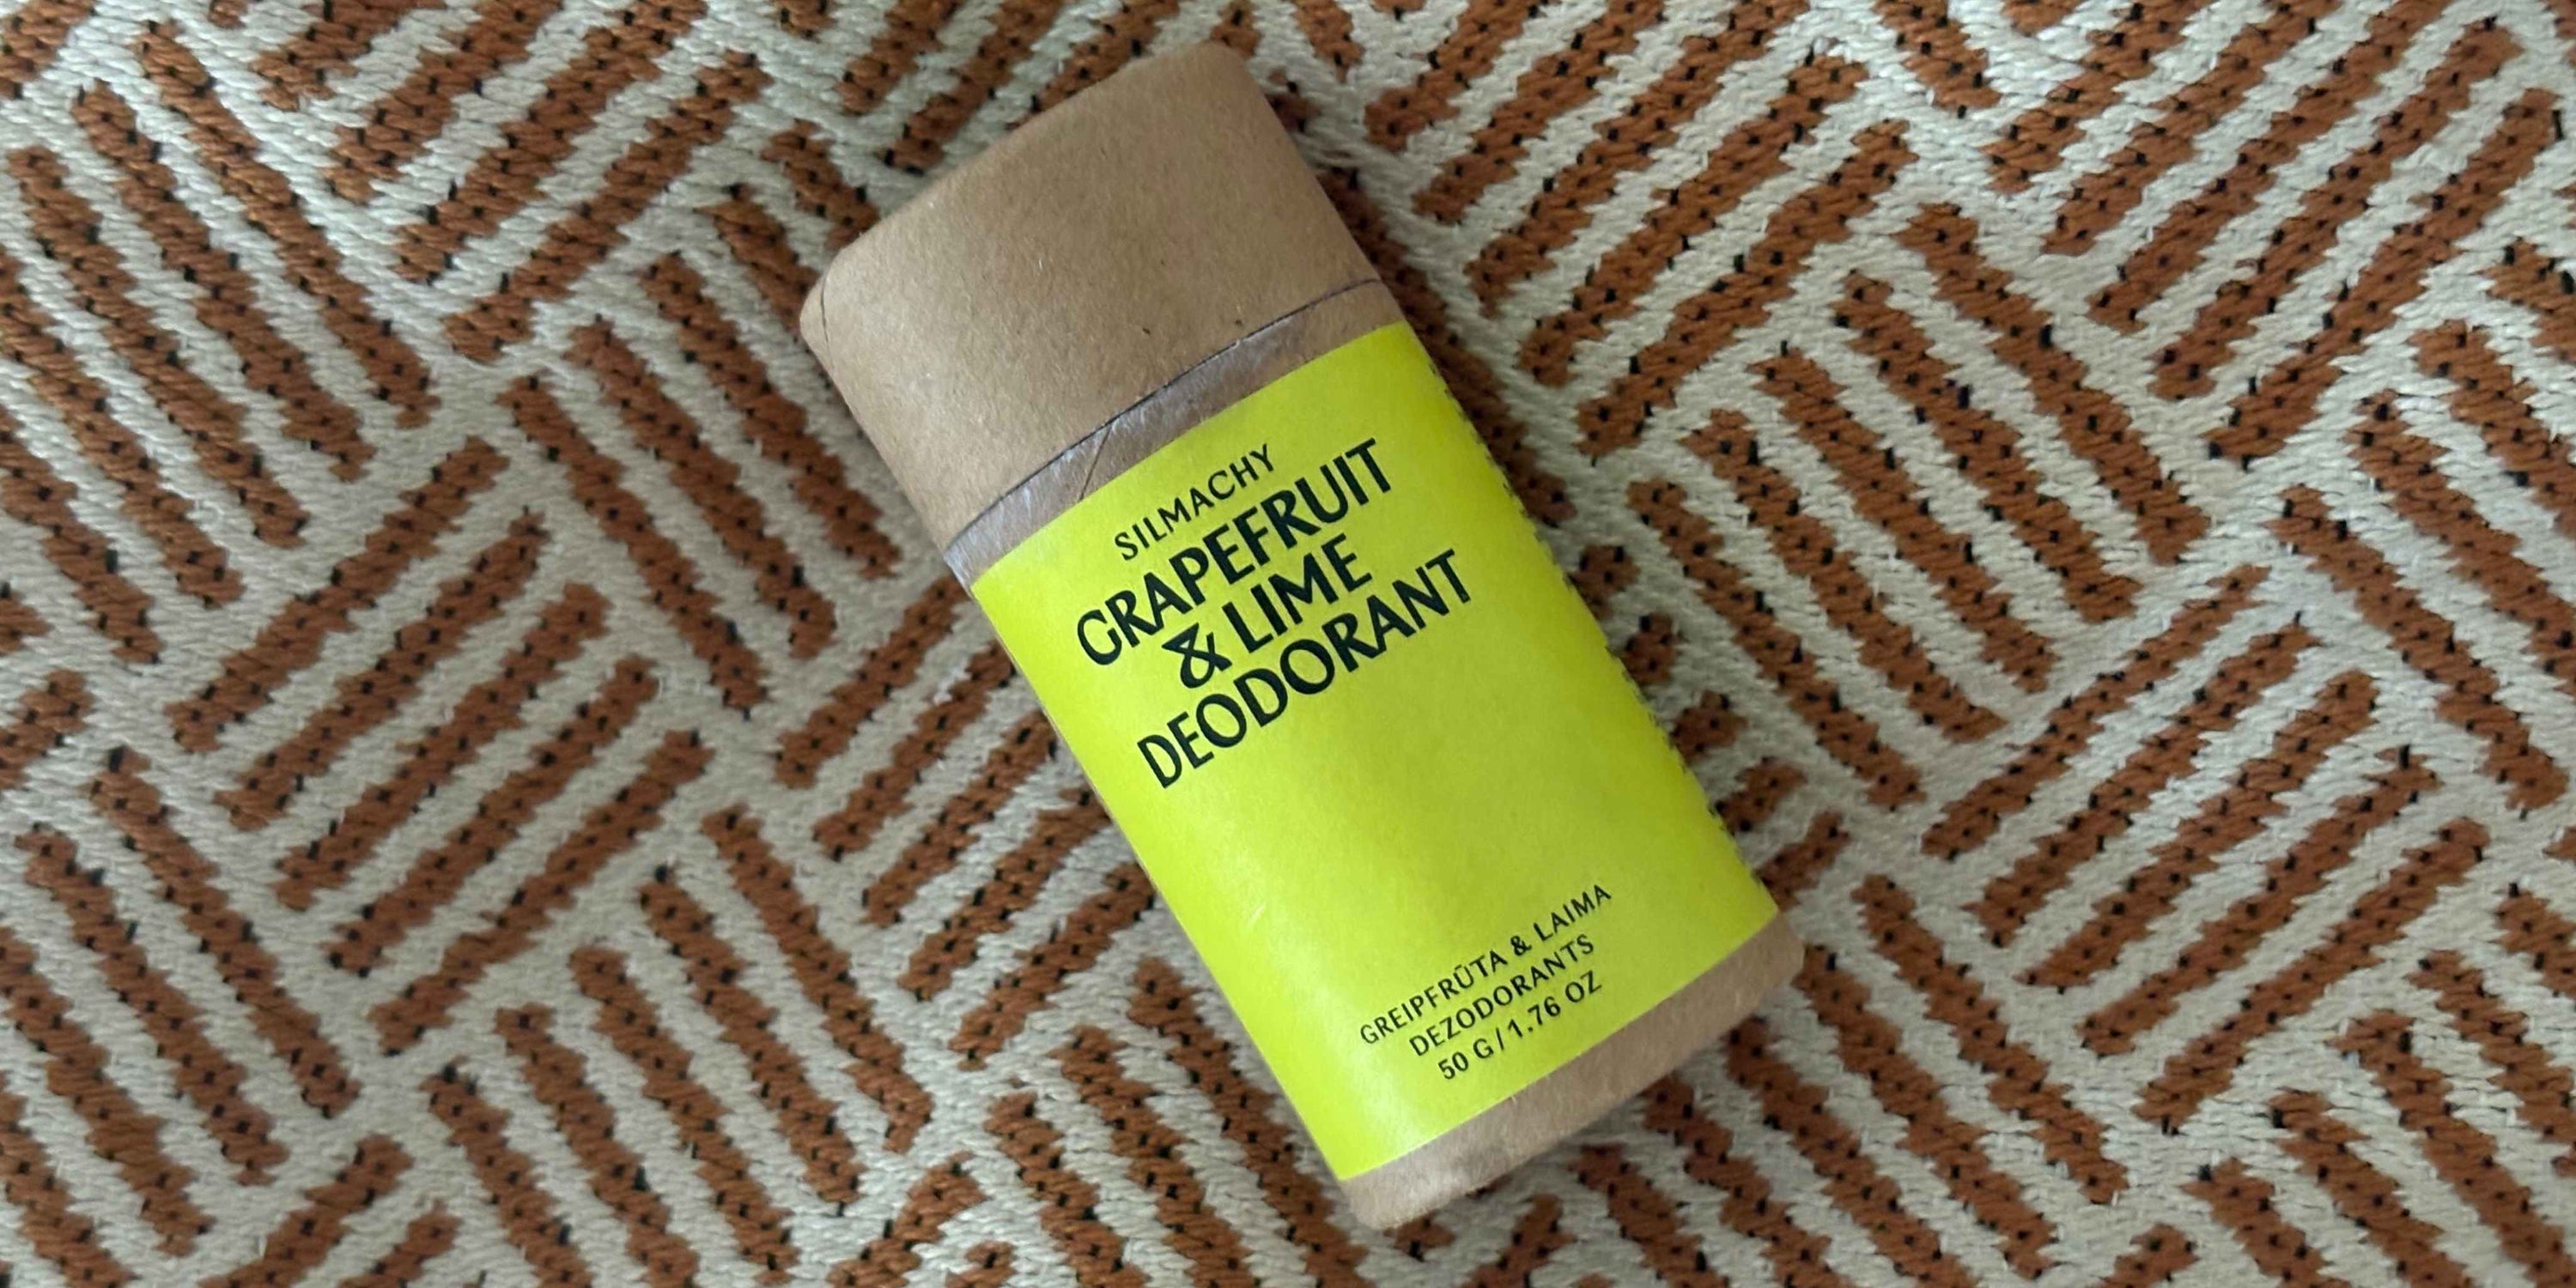 SILMACHY
GRAPEFRUIT
& LIME
DEODORANT
GREIPFRŪTA & LAIMA
DEZODORANTS
50 G / 1.76 OZ